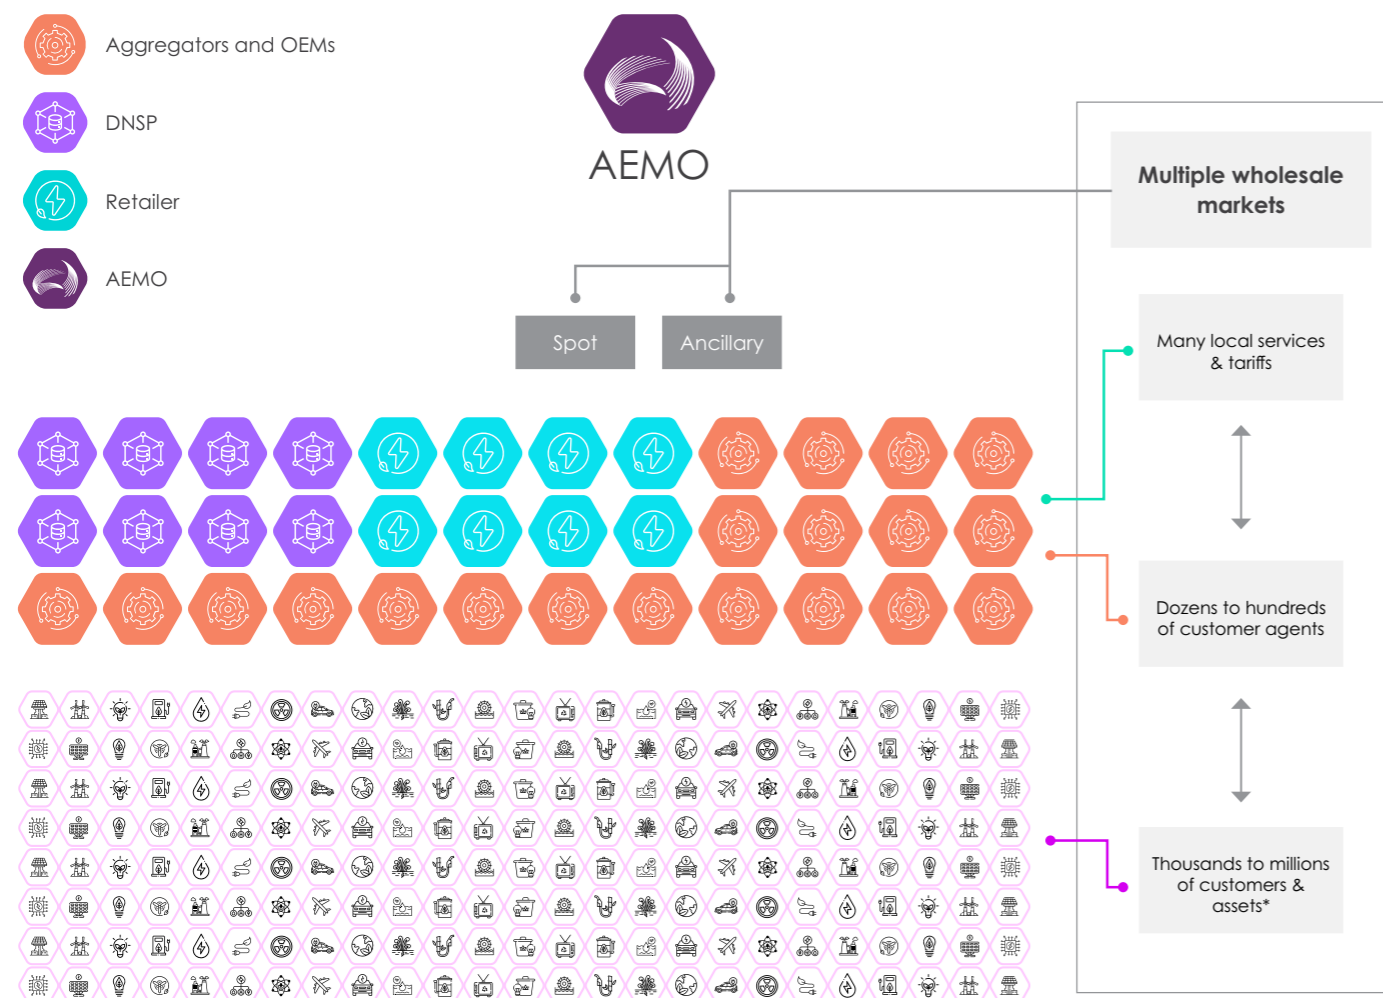 Aggregators and OEMs
DNSP
Retailer
AEMO
AEMO
Multiple wholesale
markets
Spot
Ancillary
Many local services
& tariffs
Dozens to hundreds
of customer agents
Thousands to millions
of customers &
assets*